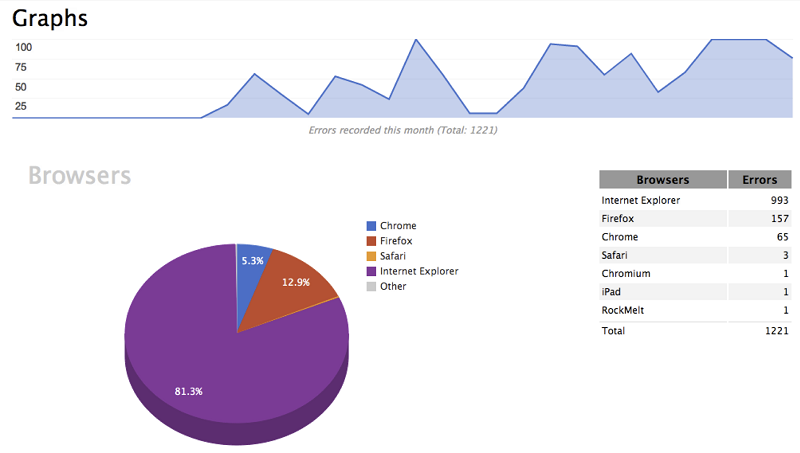 Graphs
100
75
50
25
Errors recorded this month (Total: 1221)
Browsers
Chrome
Firefox
Safari
Internet Explorer
Other
5.3%
12.9%
81.3%
Browsers Errors
Internet Explorer 993
Firefox 157
Chrome 65
Safari 3
Chromium 1
iPad 1
RockMelt 1
Total 1221